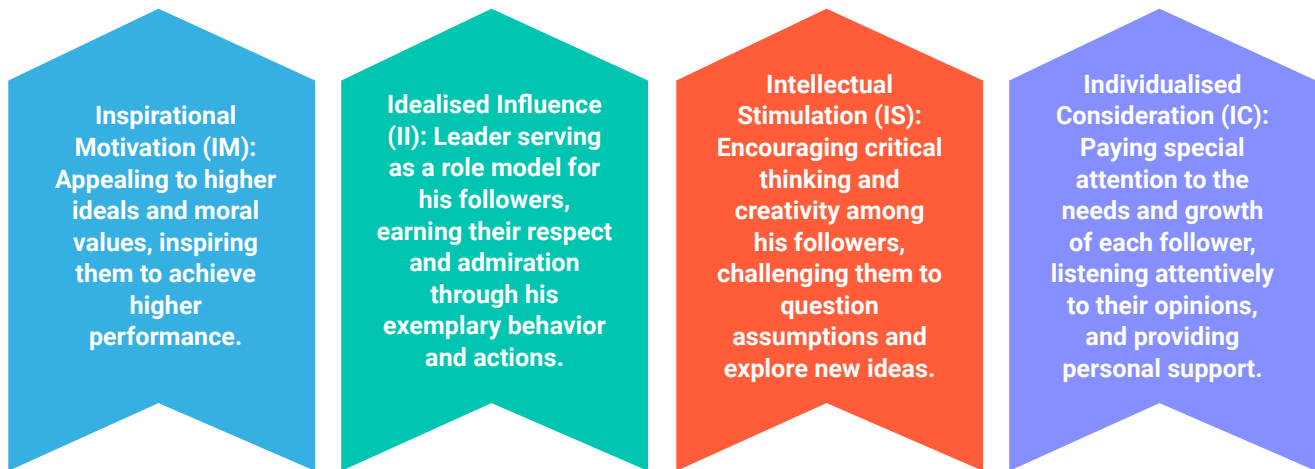 Inspirational
Motivation (IM):
Appealing to higher
ideals and moral
values, inspiring
them to achieve
higher
performance.
Idealised Influence
(II): Leader serving
as a role model for
his followers,
earning their respect
and admiration
through his
exemplary behavior
and actions.
Intellectual
Stimulation (IS):
Encouraging critical
thinking and
creativity among
his followers,
challenging them to
question
assumptions and
explore new ideas.
Individualised
Consideration (IC):
Paying special
attention to the
needs and growth
of each follower,
listening attentively
to their opinions,
and providing
personal support.